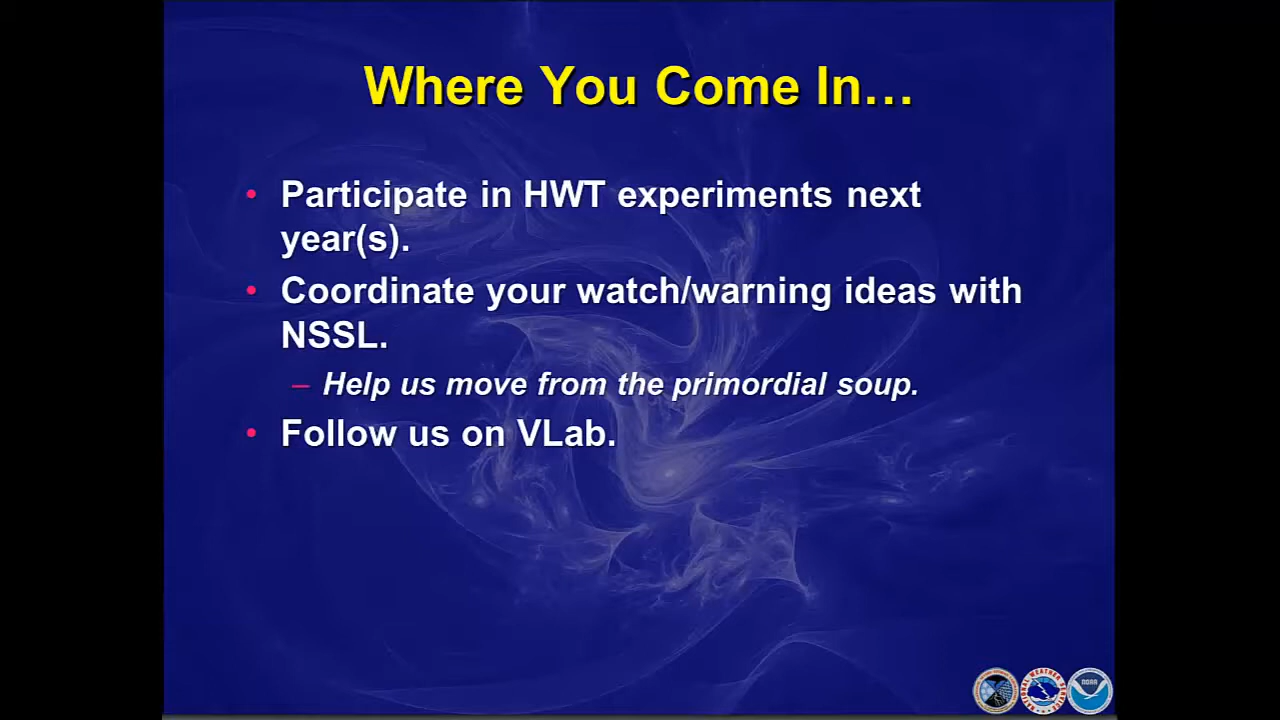 Where You Come In…
• Participate in HWT experiments next
year(s).
• Coordinate your watch/warning ideas with
NSSL.
– Help us move from the primordial soup.
• Follow us on VLab.
NOAA